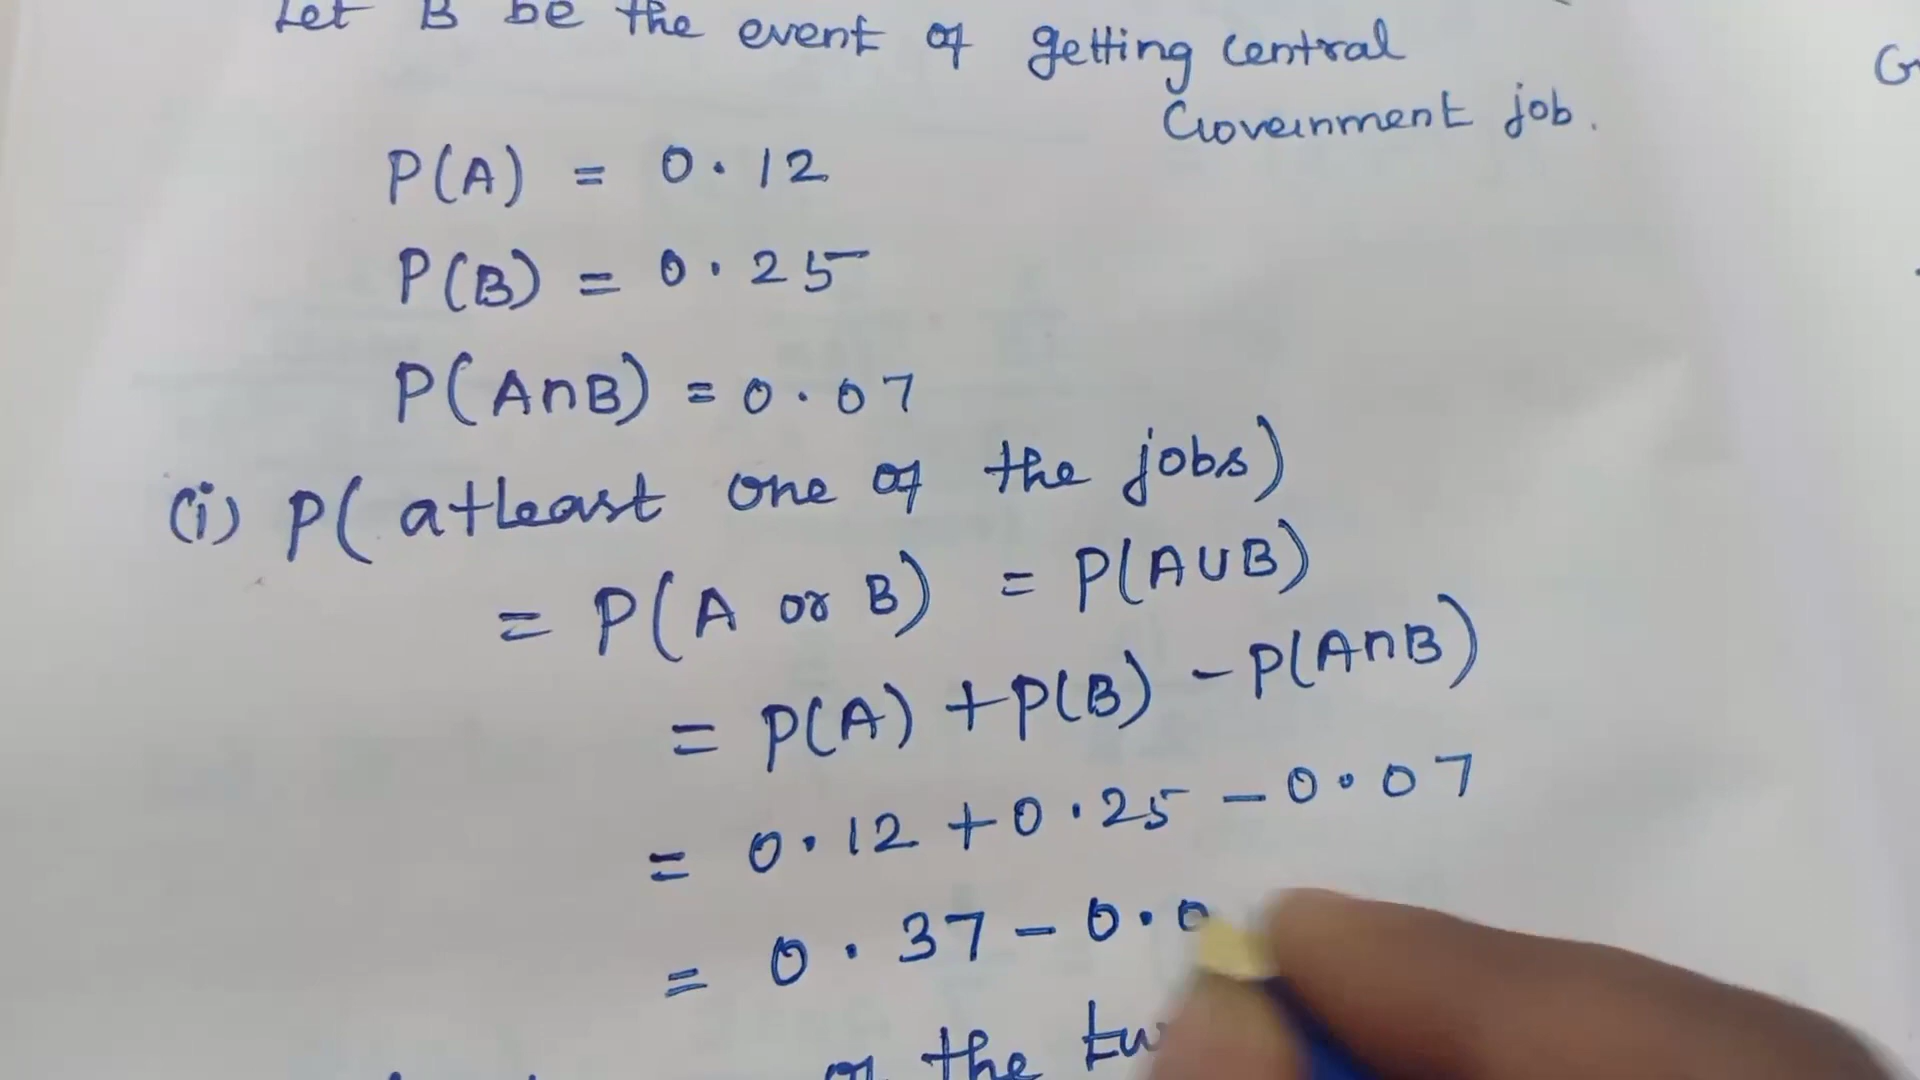 Let B be the event of getting central
Government job.
P(A) = 0.12
P(B) = 0.25
P(A∩B) = 0.07
(i) P( atleast one of the jobs)
= P(A or B) = P(A∪B)
= P(A) + P(B) - P(A∩B)
= 0.12 + 0.25 - 0.07
= 0.37 - 0.0
of the